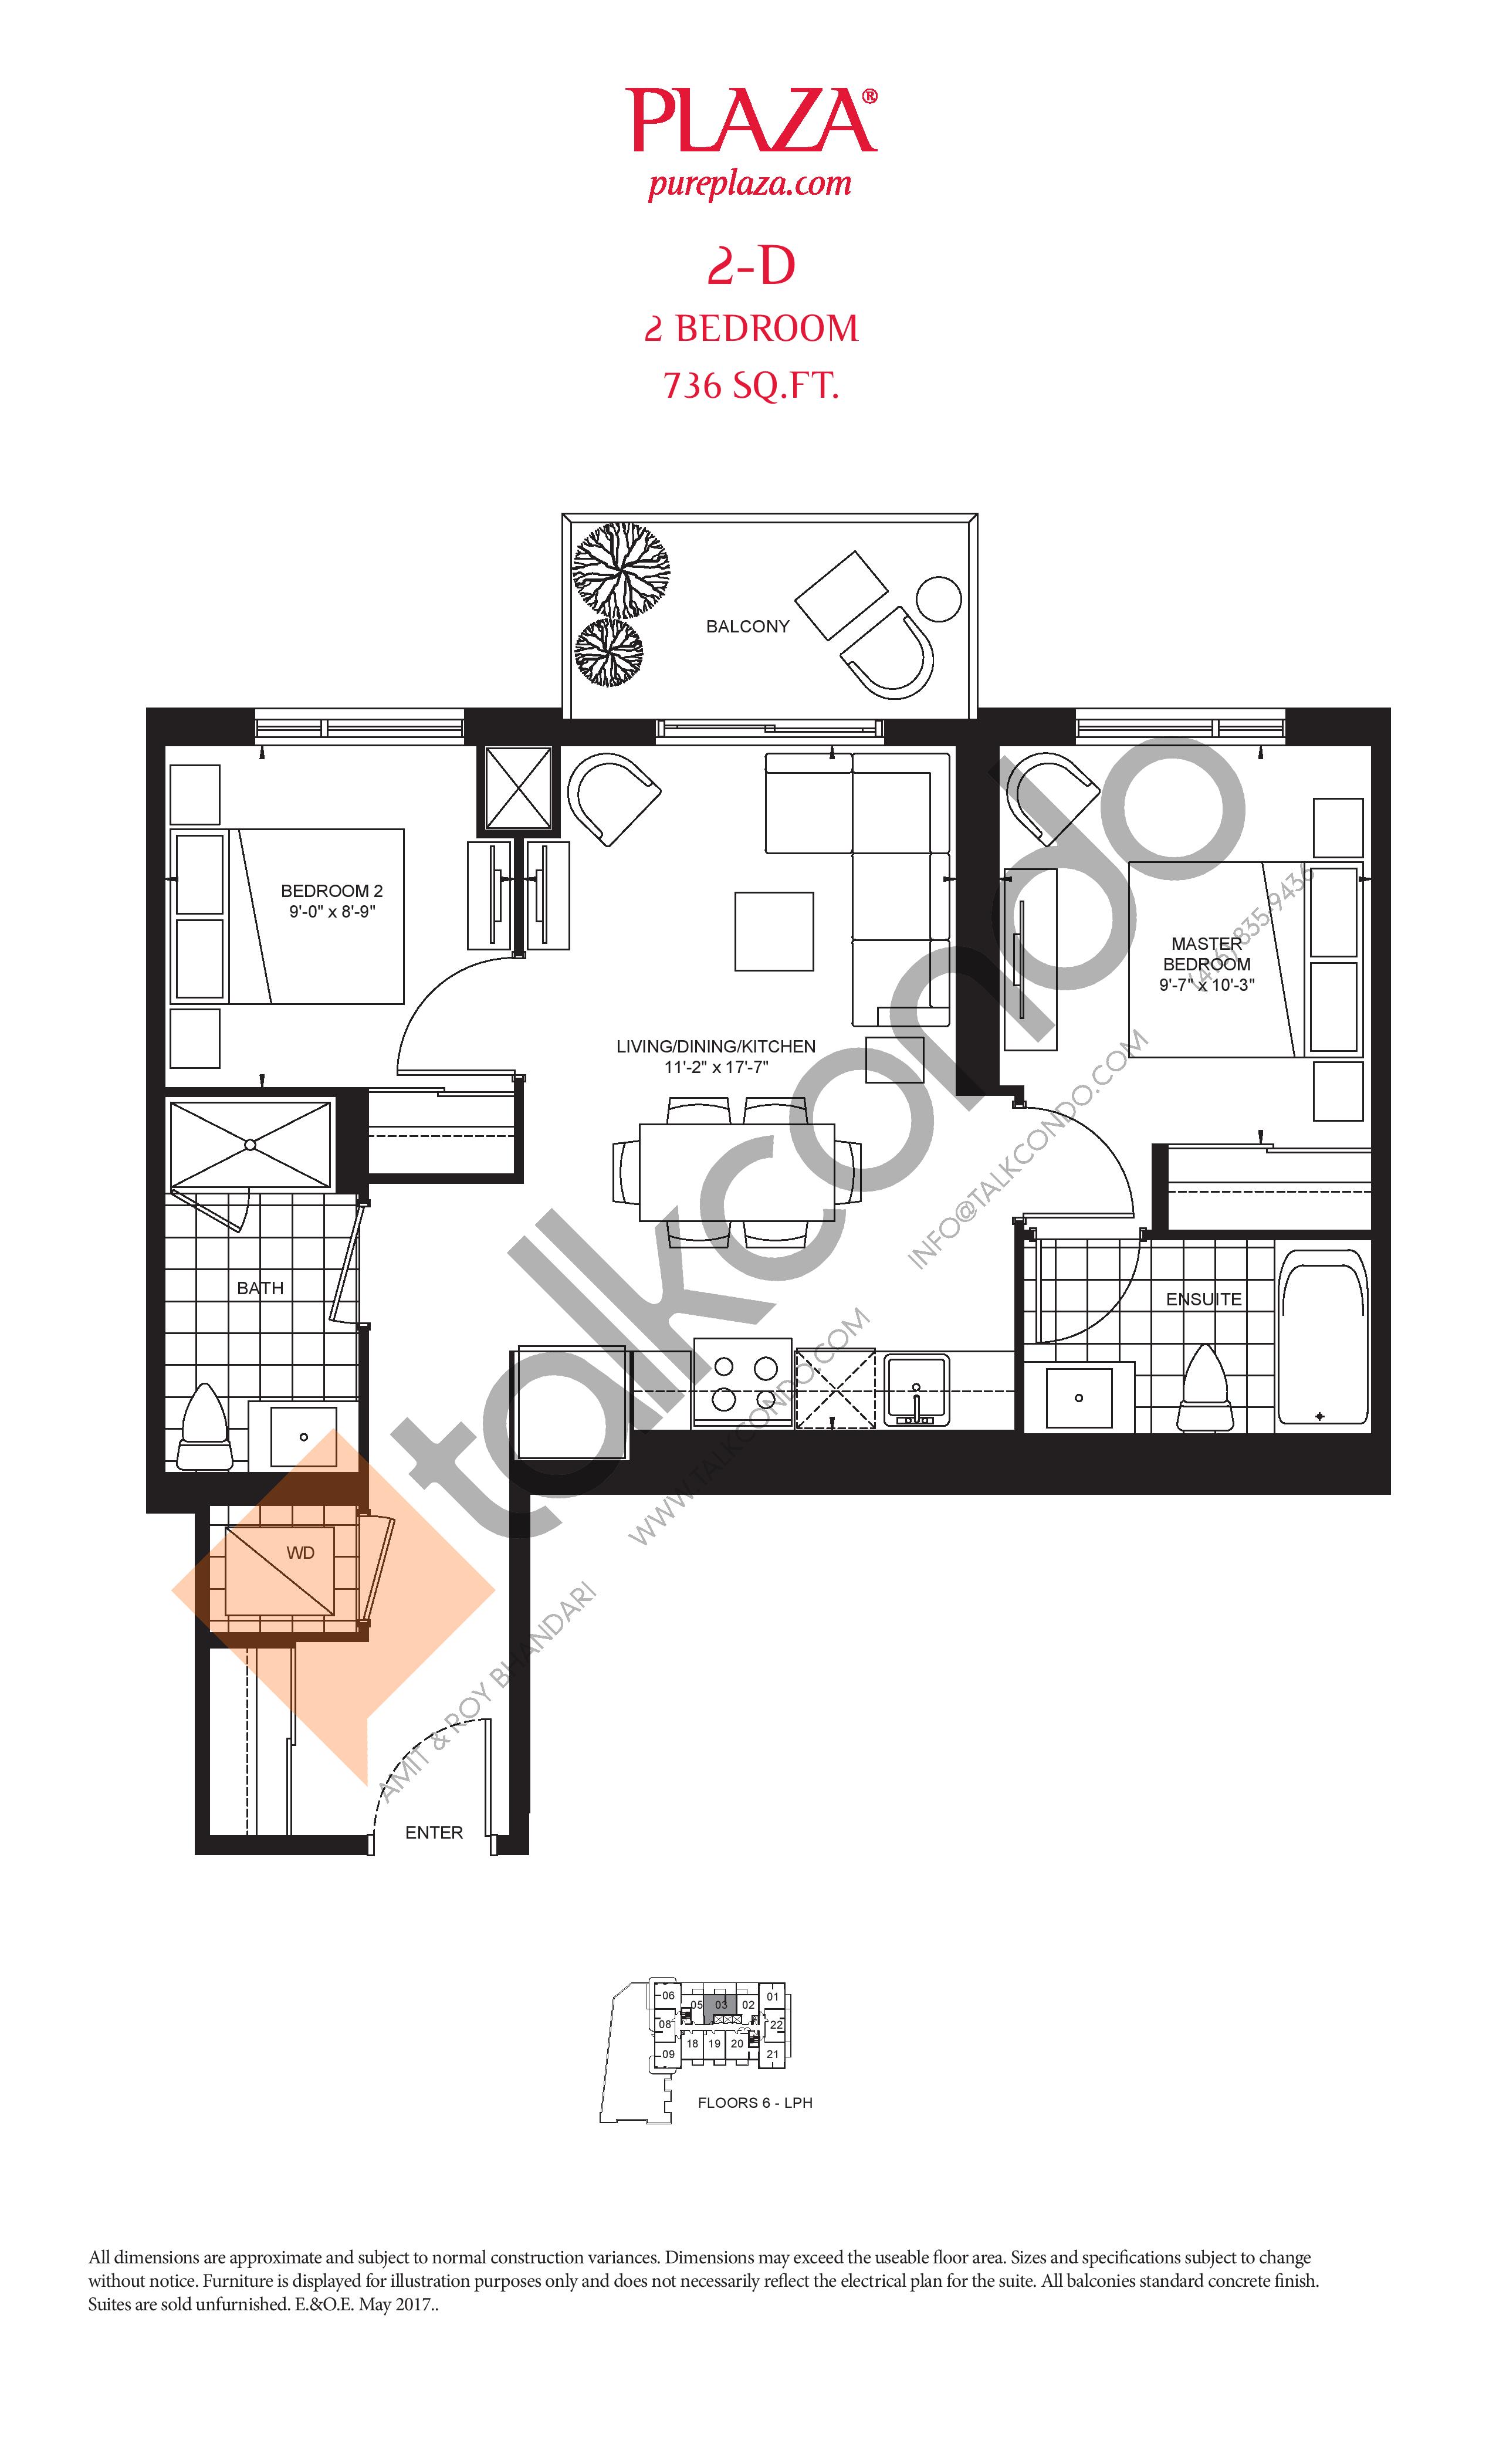 PLAZA®
pureplaza.com
2-D
2 BEDROOM
736 SQ.FT.
BALCONY
BEDROOM 2
9'-0" x 8'-9"
MASTER
BEDROOM
9'-7" x 10'-3"
(416) 835-9436
LIVING/DINING/KITCHEN
11'-2" x 17'-7"
talkcondo
INFO@TALKCONDO.COM
BATH
ENSUITE
WWW.TALKCONDO.COM
WD
AMIT & ROY BHANDARI
ENTER
06
05
03
02
01
08
22
09
18
19
20
21
FLOORS 6 - LPH
All dimensions are approximate and subject to normal construction variances. Dimensions may exceed the useable floor area. Sizes and specifications subject to change
without notice. Furniture is displayed for illustration purposes only and does not necessarily reflect the electrical plan for the suite. All balconies standard concrete finish.
Suites are sold unfurnished. E.&O.E. May 2017..